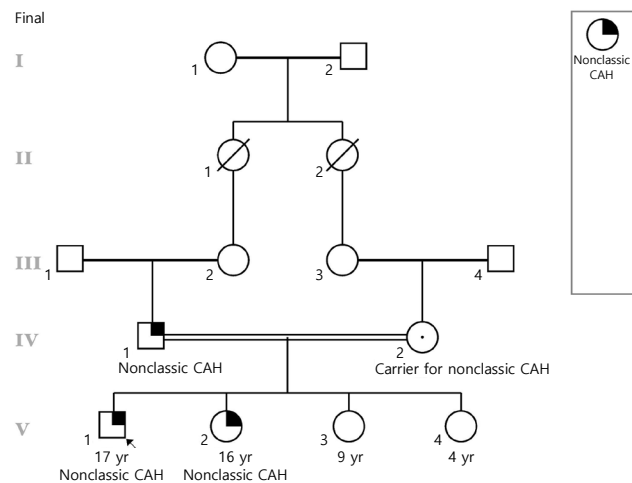 Final
I
1
2
Nonclassic
CAH
II
1
2
III
1
2
3
4
IV
1
2
Nonclassic CAH
Carrier for nonclassic CAH
V
1
2
3
4
17 yr
16 yr
9 yr
4 yr
Nonclassic CAH
Nonclassic CAH